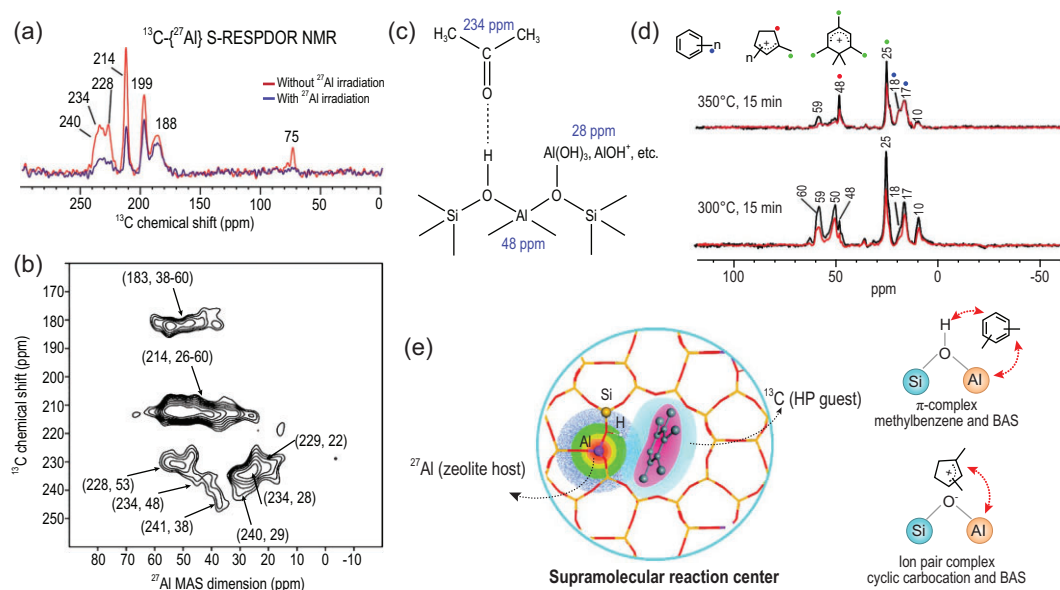 (a)
¹³C-{²⁷Al} S-RESPDOR NMR
214
234
228
199
240
188
75
Without ²⁷Al irradiation
With ²⁷Al irradiation
250 200 150 100 50 0
¹³C chemical shift (ppm)
(b)
(183, 38-60)
(214, 26-60)
(229, 22)
(228, 53)
(234, 48)
(234, 28)
(241, 38)
(240, 29)
170
180
190
200
210
220
230
240
250
¹³C chemical shift (ppm)
80 70 60 50 40 30 20 10 0 -10
²⁷Al MAS dimension (ppm)
(c)
234 ppm
H₃C CH₃
O
28 ppm
H Al(OH)₃, AlOH⁺, etc.
O O
Si Al Si
48 ppm
(d)
n
n
+
+
350°C, 15 min
59
48
25
18
17
10
300°C, 15 min
60
59
50
48
25
18
17
10
100 50 0 -50
ppm
(e)
Si
H
Al
¹³C (HP guest)
²⁷Al (zeolite host)
Supramolecular reaction center
H
O
Si Al
π-complex
methylbenzene and BAS
+
O⁻
Si Al
Ion pair complex
cyclic carbocation and BAS